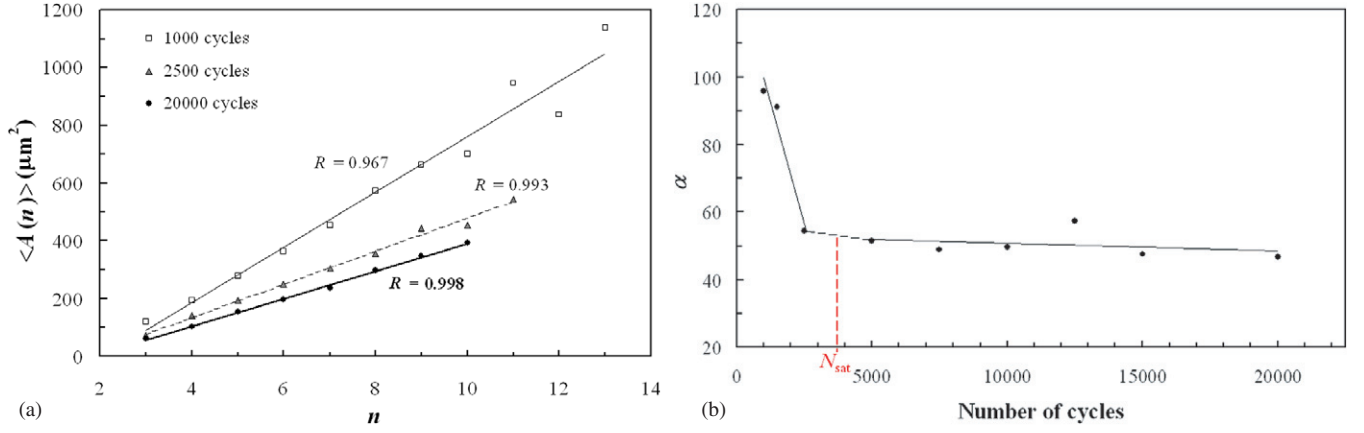 1200
1000
800
600
400
200
0
<A (n)> (μm²)
1000 cycles
2500 cycles
20000 cycles
R = 0.967
R = 0.993
R = 0.998
2 4 6 8 10 12 14
n
(a)
120
100
80
60
40
20
α
N_sat
0 5000 10000 15000 20000
Number of cycles
(b)